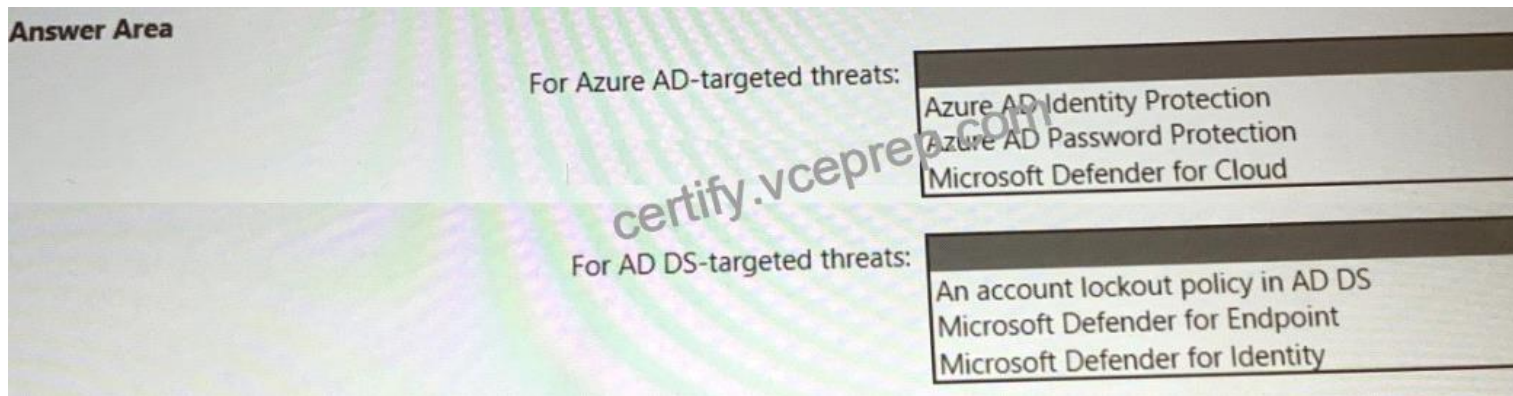 Answer Area
For Azure AD-targeted threats:
Azure AD Identity Protection
Azure AD Password Protection
Microsoft Defender for Cloud
certify.vceprep.com
For AD DS-targeted threats:
An account lockout policy in AD DS
Microsoft Defender for Endpoint
Microsoft Defender for Identity